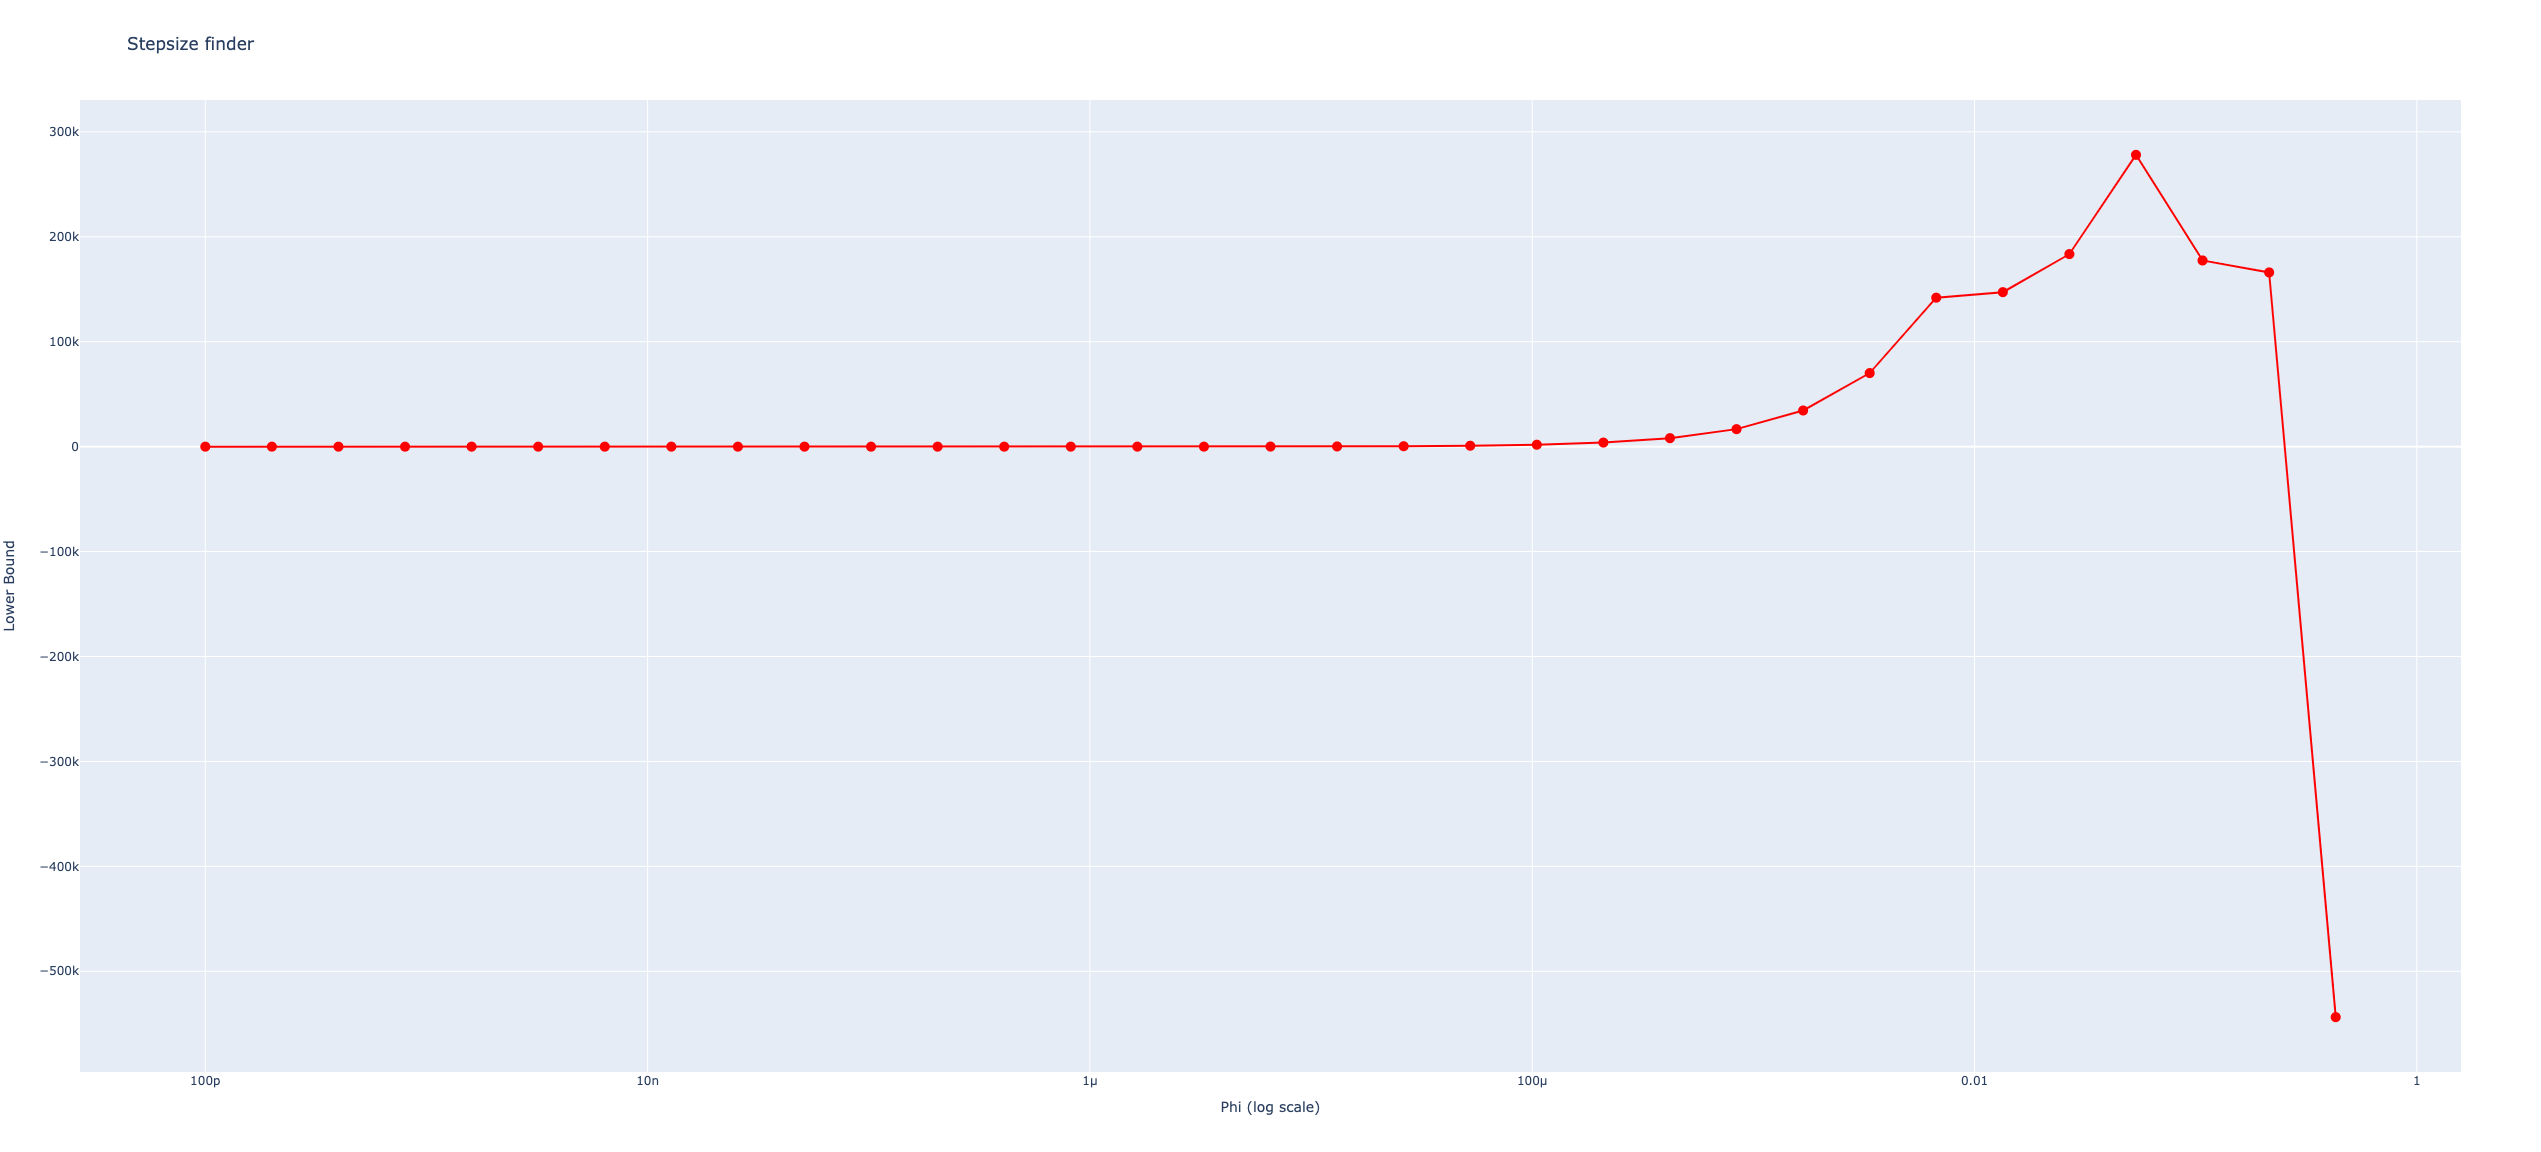 Stepsize finder
300k
200k
100k
0
−100k
−200k
−300k
−400k
−500k
Lower Bound
100p
10n
1μ
100μ
0.01
1
Phi (log scale)